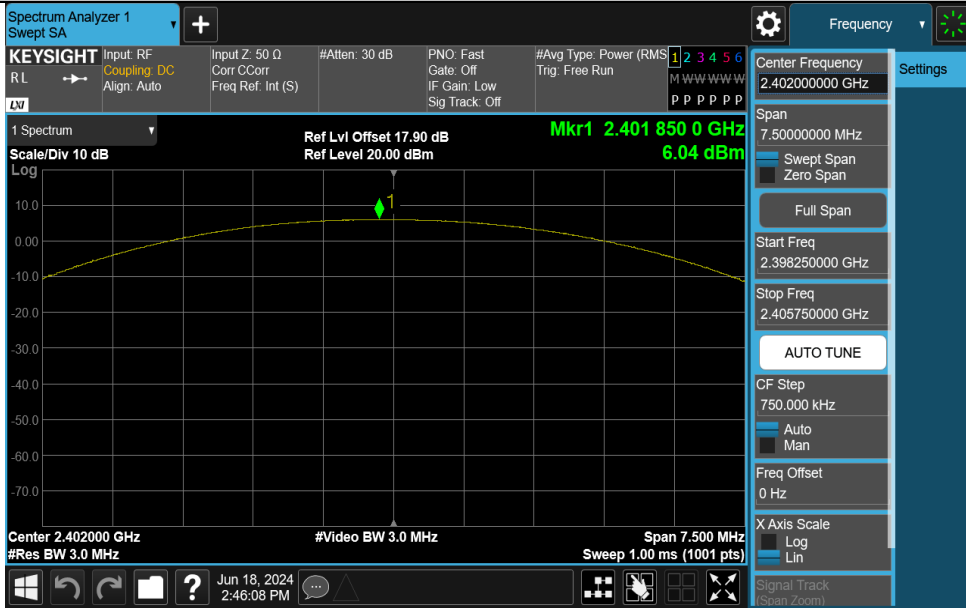 Spectrum Analyzer 1
Swept SA
+
Frequency
KEYSIGHT
R L
LXI
Input: RF
Coupling: DC
Align: Auto
Input Z: 50 Ω
Corr CCorr
Freq Ref: Int (S)
#Atten: 30 dB
PNO: Fast
Gate: Off
IF Gain: Low
Sig Track: Off
#Avg Type: Power (RMS
Trig: Free Run
1 2 3 4 5 6
M W W W W W
P P P P P P
1 Spectrum
Scale/Div 10 dB
Log
Ref Lvl Offset 17.90 dB
Ref Level 20.00 dBm
Mkr1 2.401 850 0 GHz
6.04 dBm
1
10.0
0.00
-10.0
-20.0
-30.0
-40.0
-50.0
-60.0
-70.0
Center 2.402000 GHz
#Res BW 3.0 MHz
#Video BW 3.0 MHz
Span 7.500 MHz
Sweep 1.00 ms (1001 pts)
Center Frequency
2.402000000 GHz
Settings
Span
7.50000000 MHz
Swept Span
Zero Span
Full Span
Start Freq
2.398250000 GHz
Stop Freq
2.405750000 GHz
AUTO TUNE
CF Step
750.000 kHz
Auto
Man
Freq Offset
0 Hz
X Axis Scale
Log
Lin
Signal Track
(Span Zoom)
?
Jun 18, 2024
2:46:08 PM